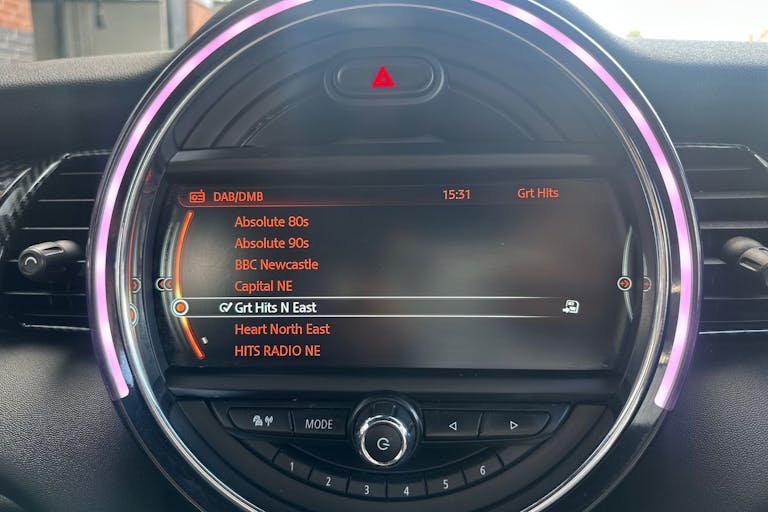 DAB/DMB 15:31 Grt Hits
Absolute 80s
Absolute 90s
BBC Newcastle
Capital NE
Grt Hits N East
Heart North East
HITS RADIO NE
MODE
1 2 3 4 5 6